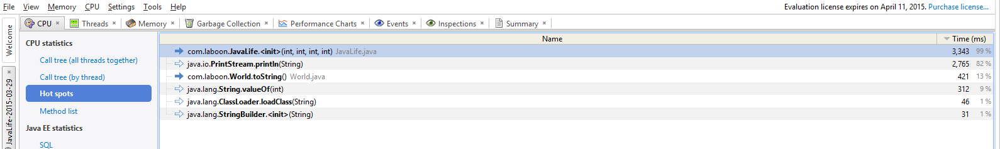 File View Memory CPU Settings Tools Help Evaluation license expires on April 11, 2015. Purchase license...
Welcome
CPU × Threads × Memory × Garbage Collection × Performance Charts × Events × Inspections × Summary ×
JavaLife-2015-03-29 ×
CPU statistics
Call tree (all threads together)
Call tree (by thread)
Hot spots
Method list
Java EE statistics
SQL
Name Time (ms)
com.laboon.JavaLife.<init>(int, int, int, int) JavaLife.java 3,343 99 %
java.io.PrintStream.println(String) 2,765 82 %
com.laboon.World.toString() World.java 421 13 %
java.lang.String.valueOf(int) 312 9 %
java.lang.ClassLoader.loadClass(String) 46 1 %
java.lang.StringBuilder.<init>(String) 31 1 %